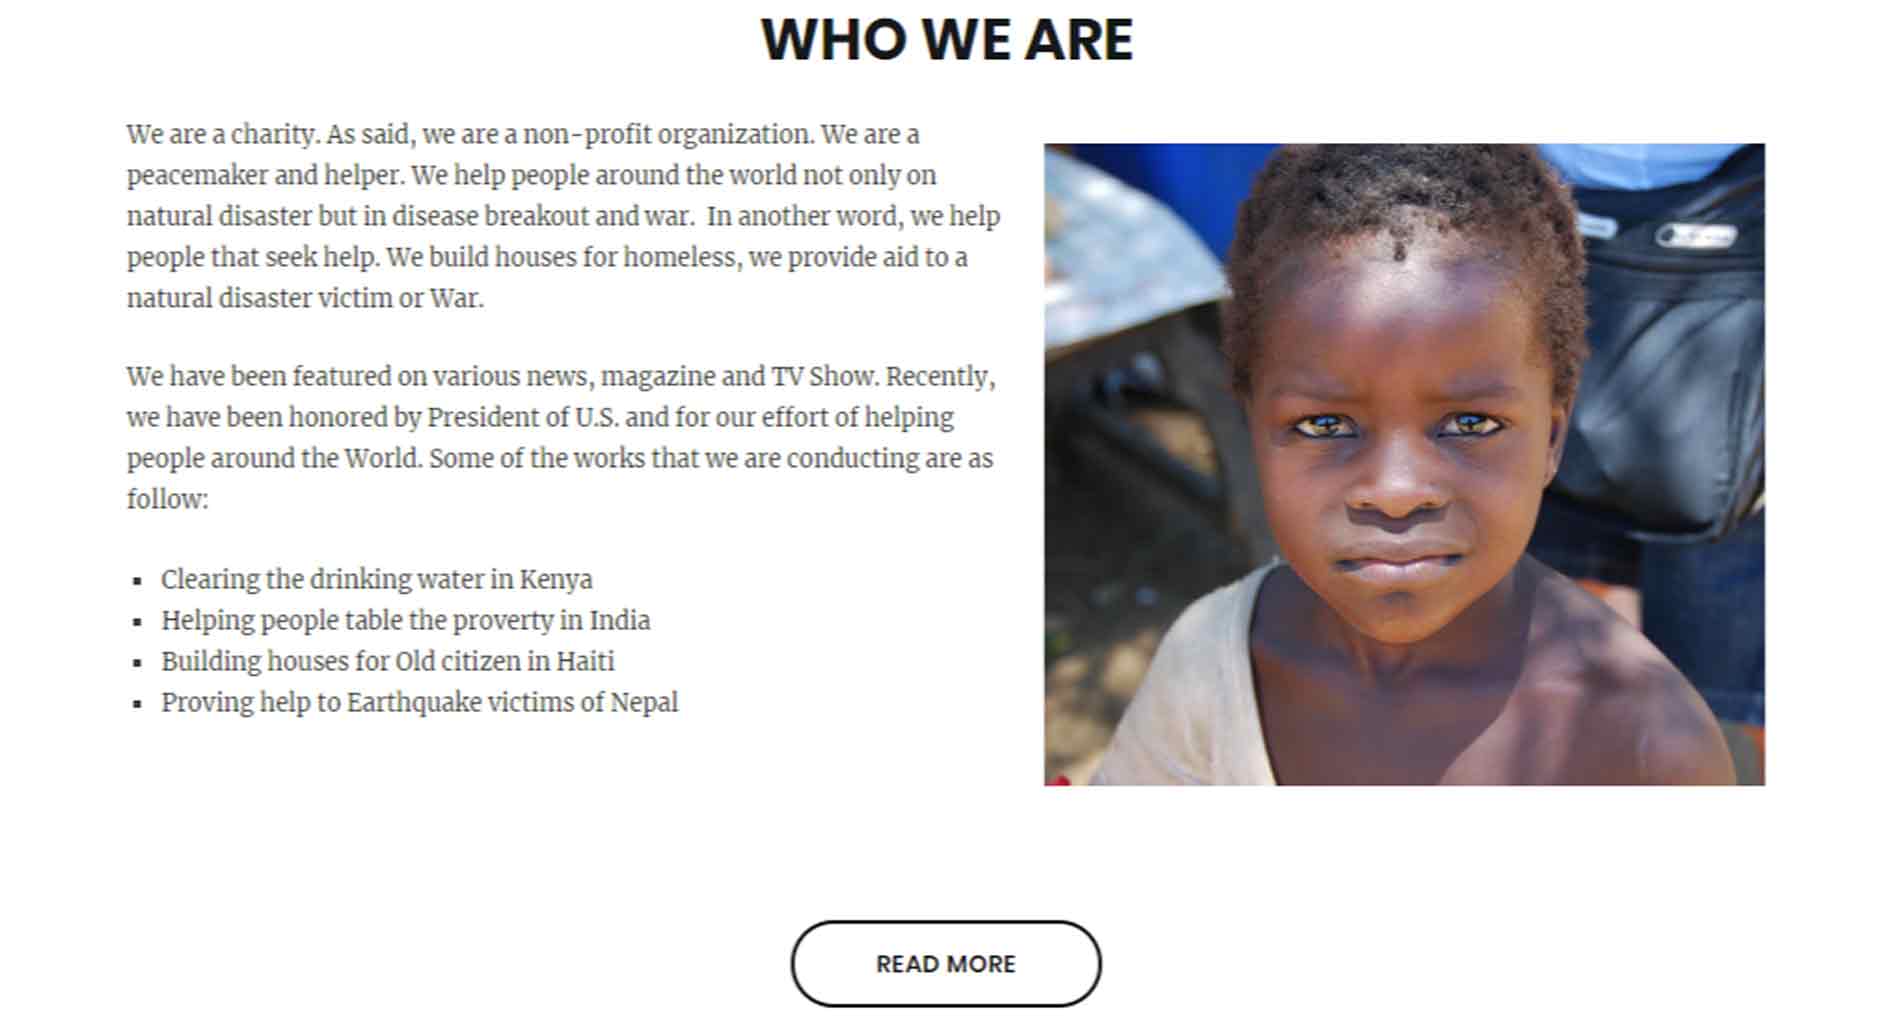 WHO WE ARE
We are a charity. As said, we are a non-profit organization. We are a
peacemaker and helper. We help people around the world not only on
natural disaster but in disease breakout and war.  In another word, we help
people that seek help. We build houses for homeless, we provide aid to a
natural disaster victim or War.
We have been featured on various news, magazine and TV Show. Recently,
we have been honored by President of U.S. and for our effort of helping
people around the World. Some of the works that we are conducting are as
follow:
▪ Clearing the drinking water in Kenya
▪ Helping people table the proverty in India
▪ Building houses for Old citizen in Haiti
▪ Proving help to Earthquake victims of Nepal
READ MORE